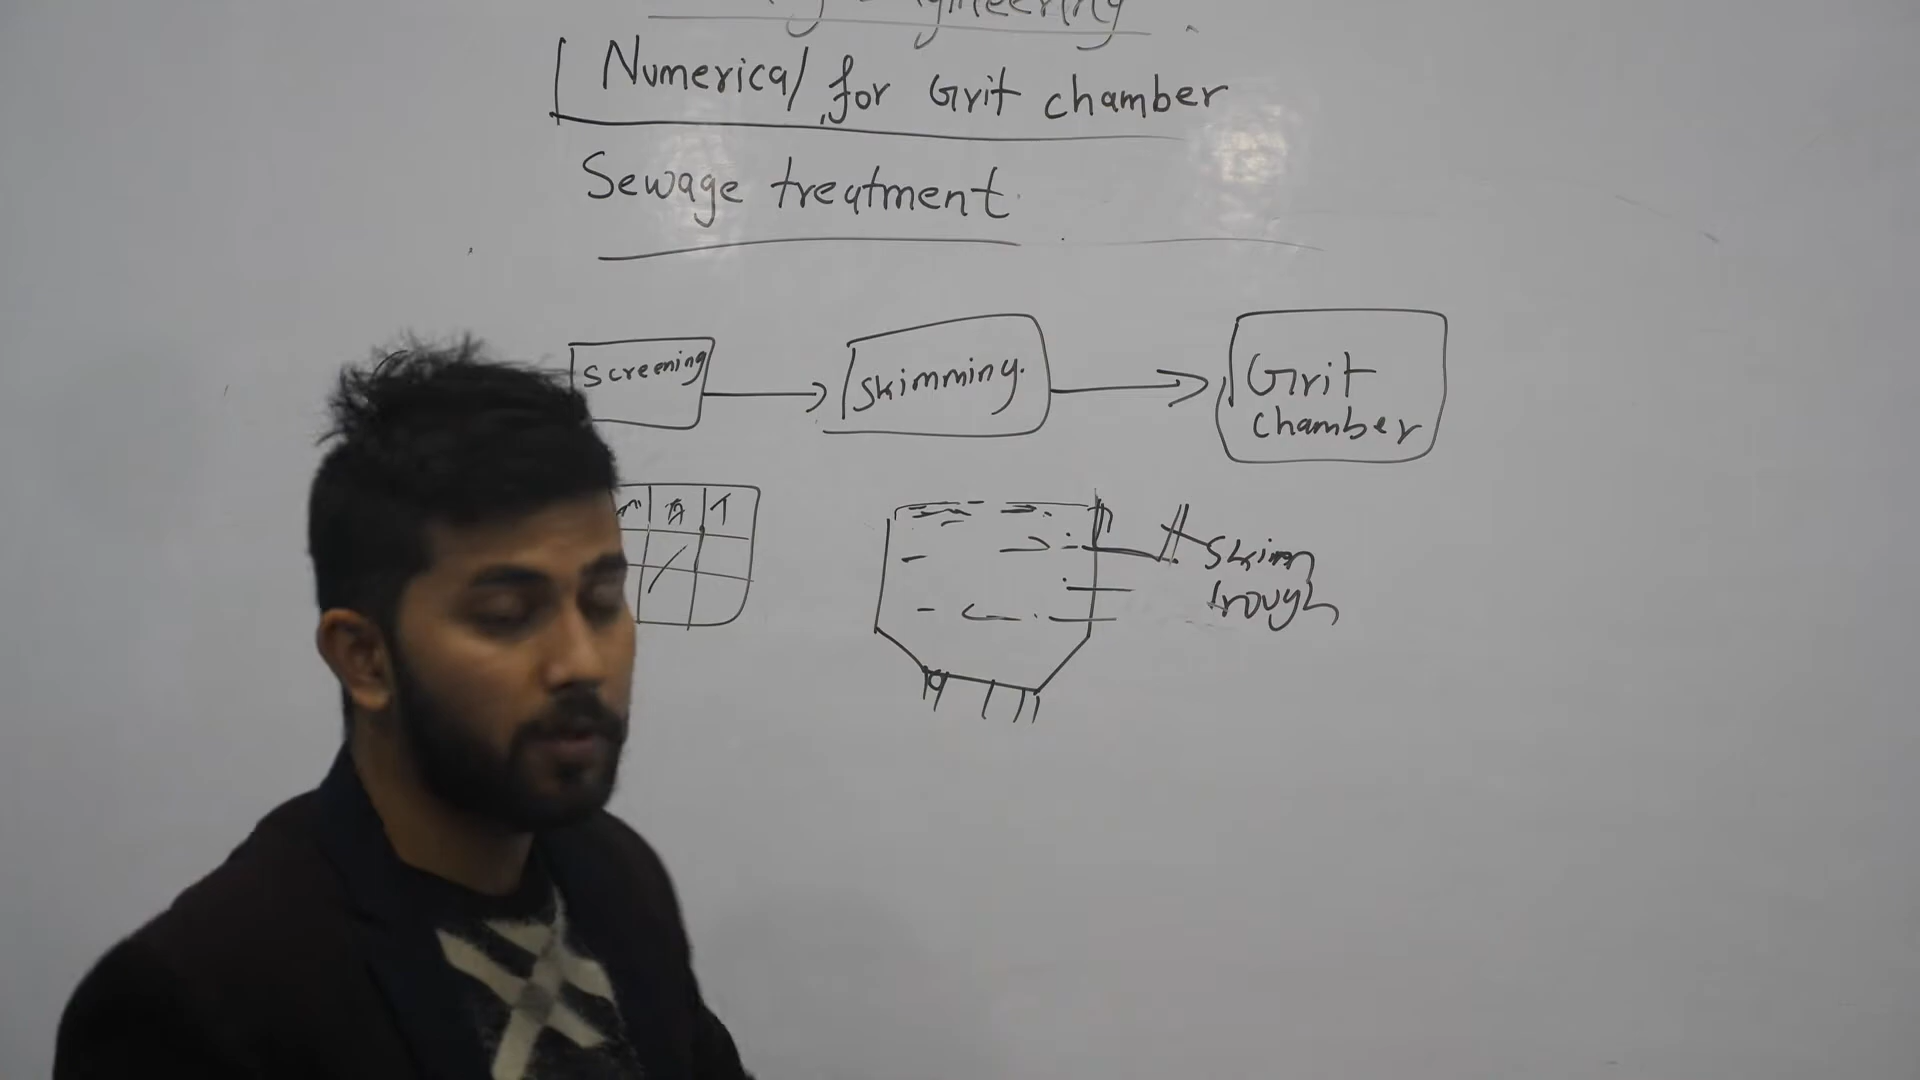 Numerical for Grit chamber
Sewage treatment
screening
skimming.
Grit
chamber
Skim
trough